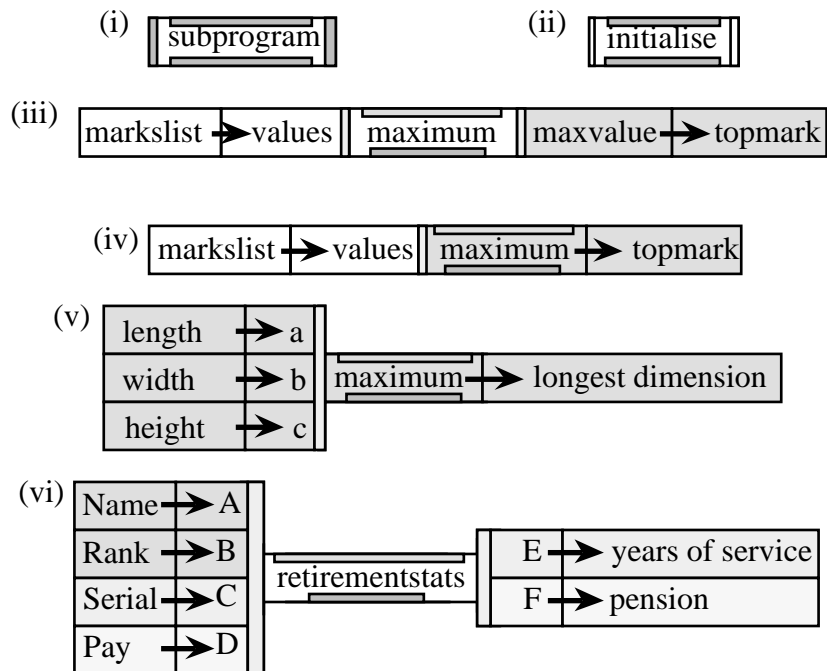 (i) subprogram (ii) initialise
(iii) markslist values maximum maxvalue topmark
(iv) markslist values maximum topmark
(v) length a
width b maximum longest dimension
height c
(vi) Name A
Rank B E years of service
retirementstats
Serial C F pension
Pay D